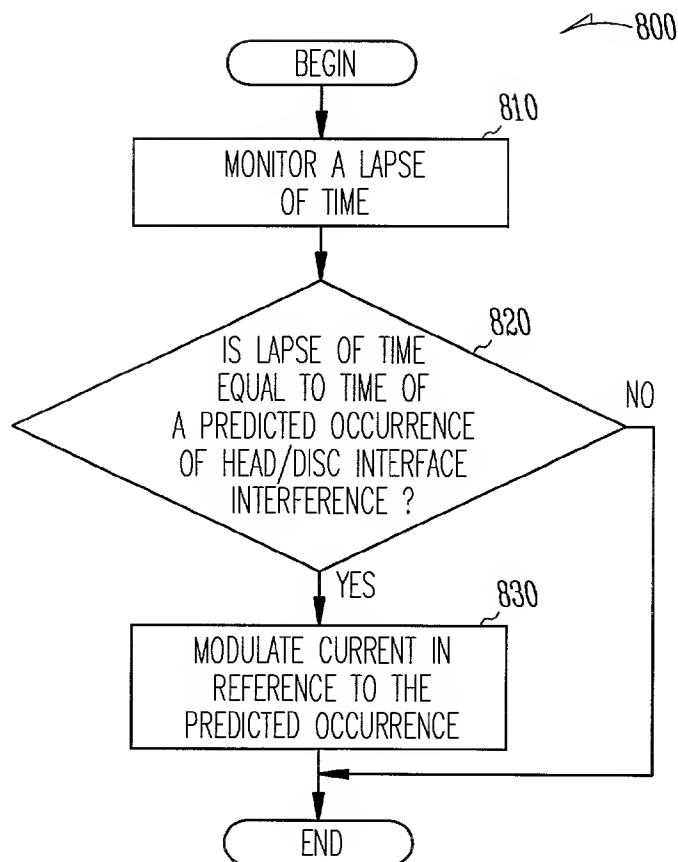 800
BEGIN
810
MONITOR A LAPSE
OF TIME
820
IS LAPSE OF TIME
EQUAL TO TIME OF
A PREDICTED OCCURRENCE
OF HEAD/DISC INTERFACE
INTERFERENCE ?
NO
YES
830
MODULATE CURRENT IN
REFERENCE TO THE
PREDICTED OCCURRENCE
END